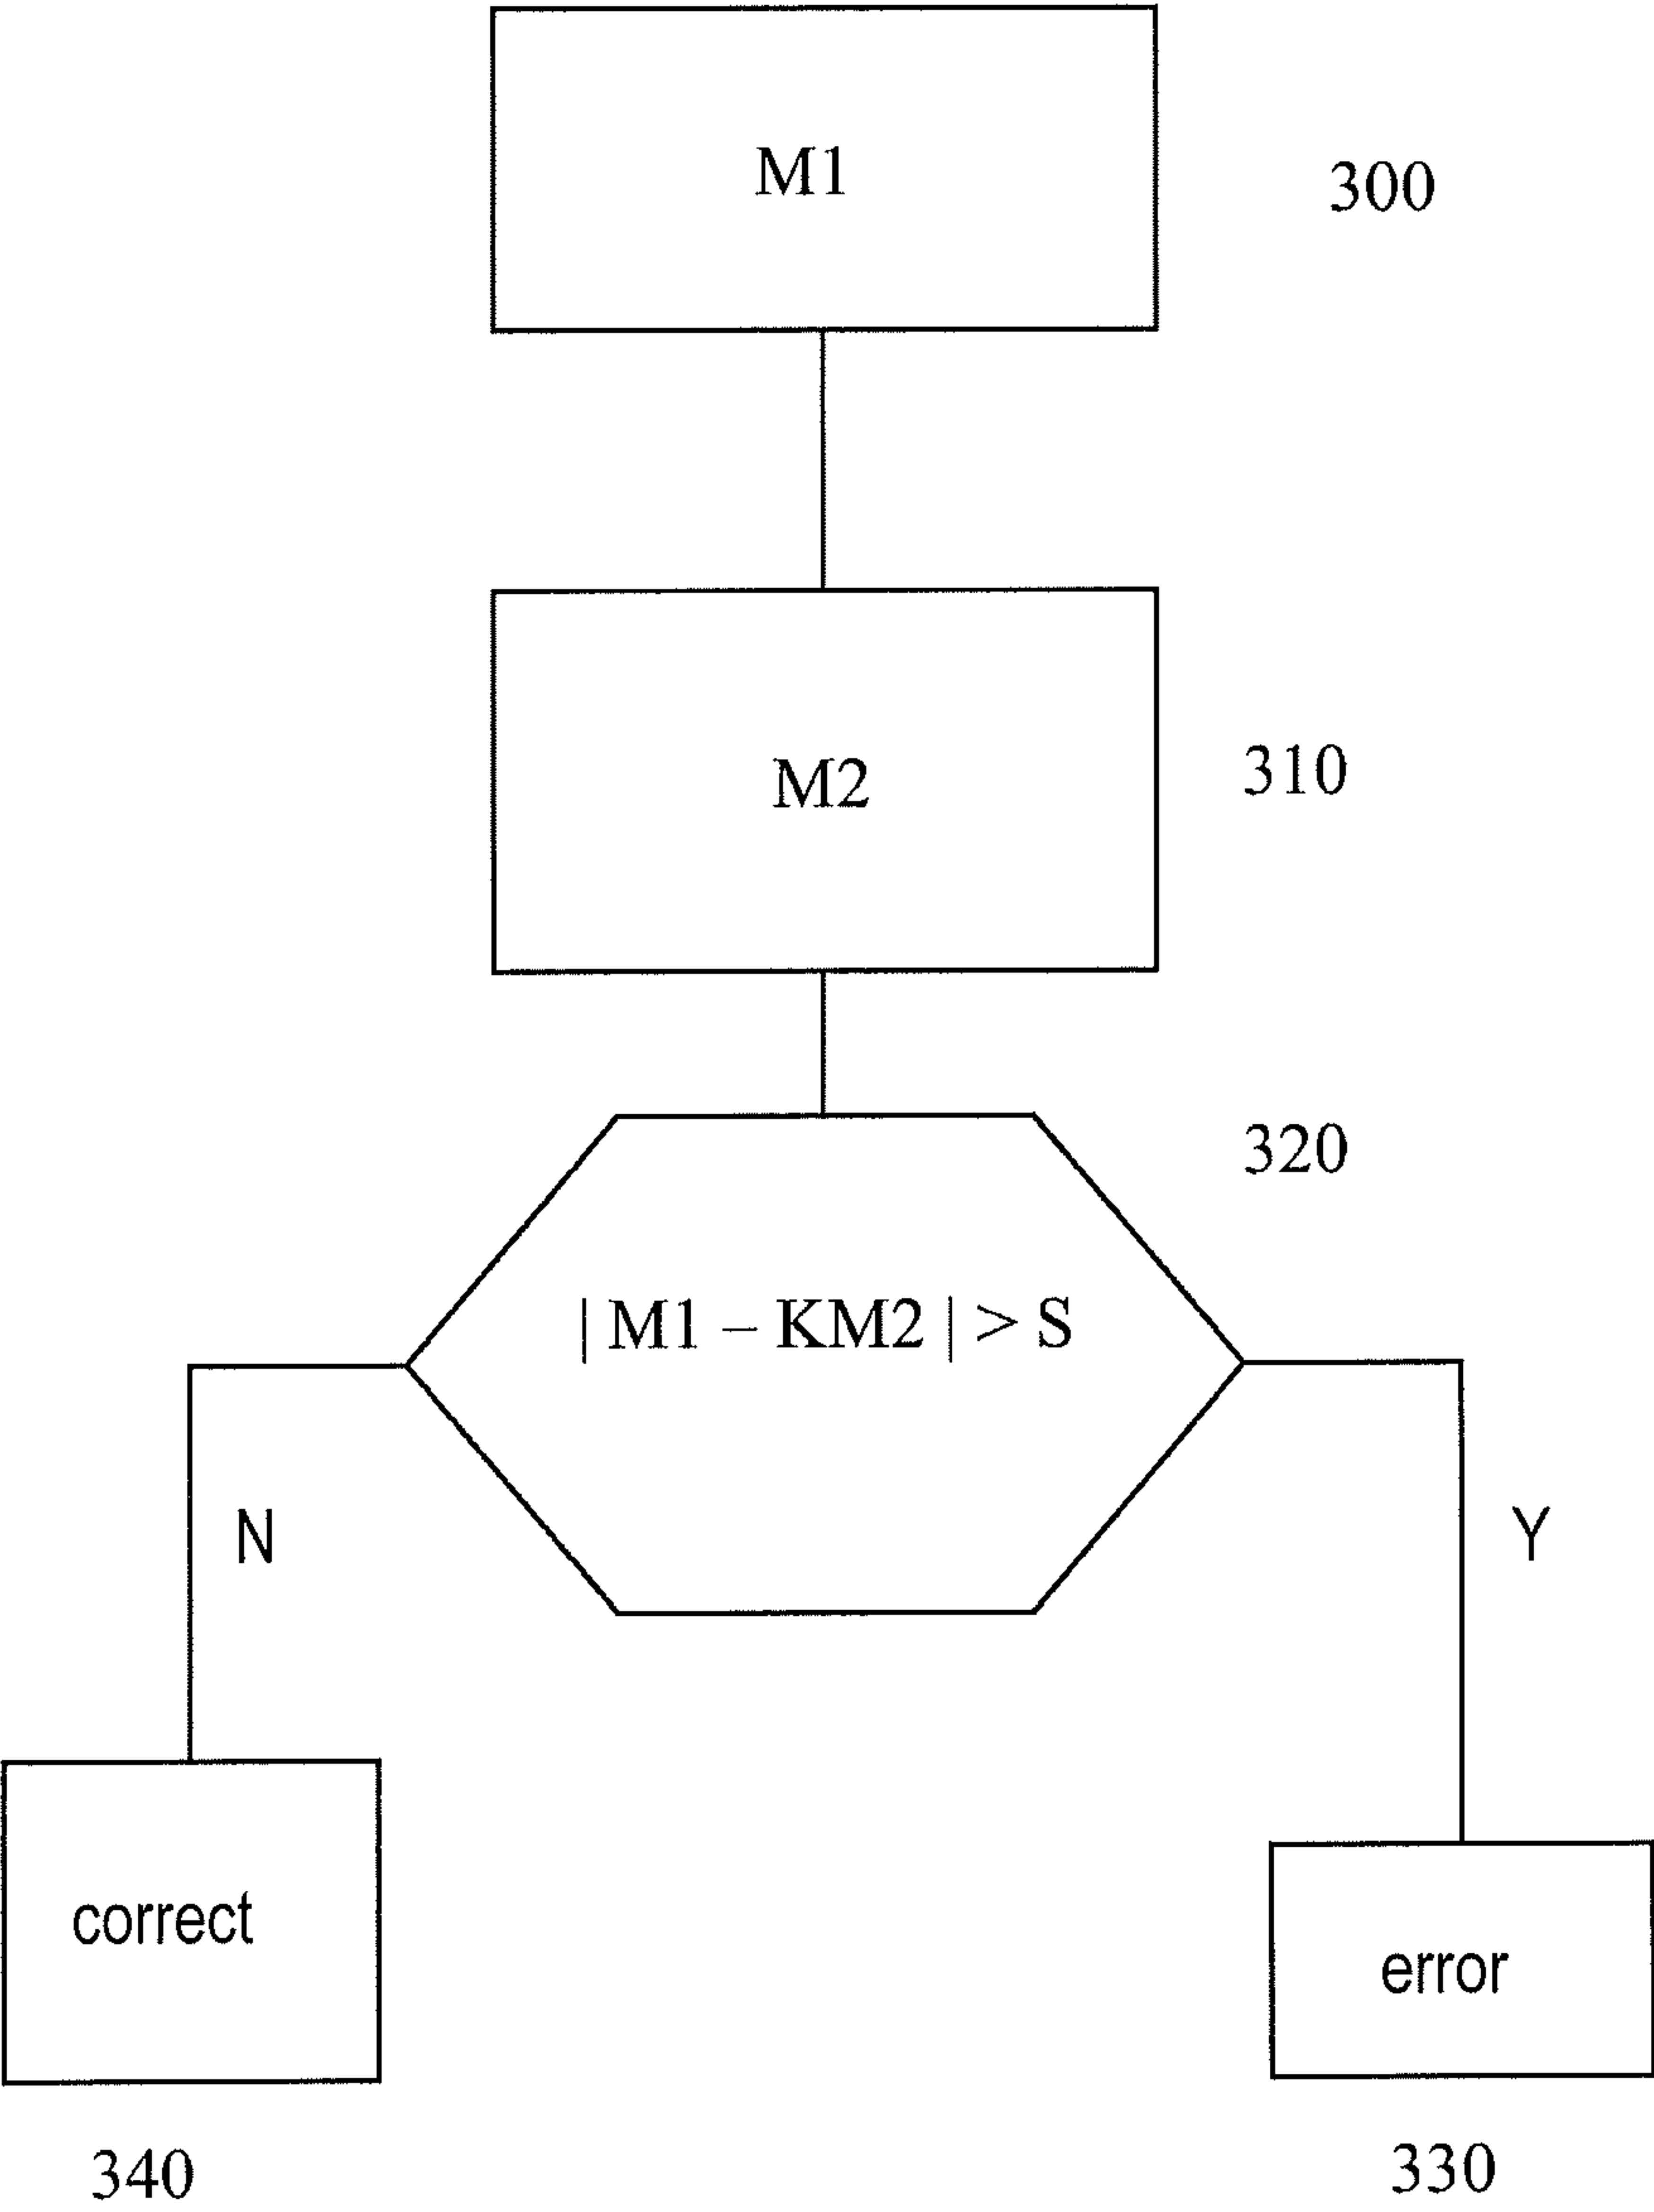 M1
300
M2
310
320
| M1 – KM2 | > S
N
Y
correct
error
340
330